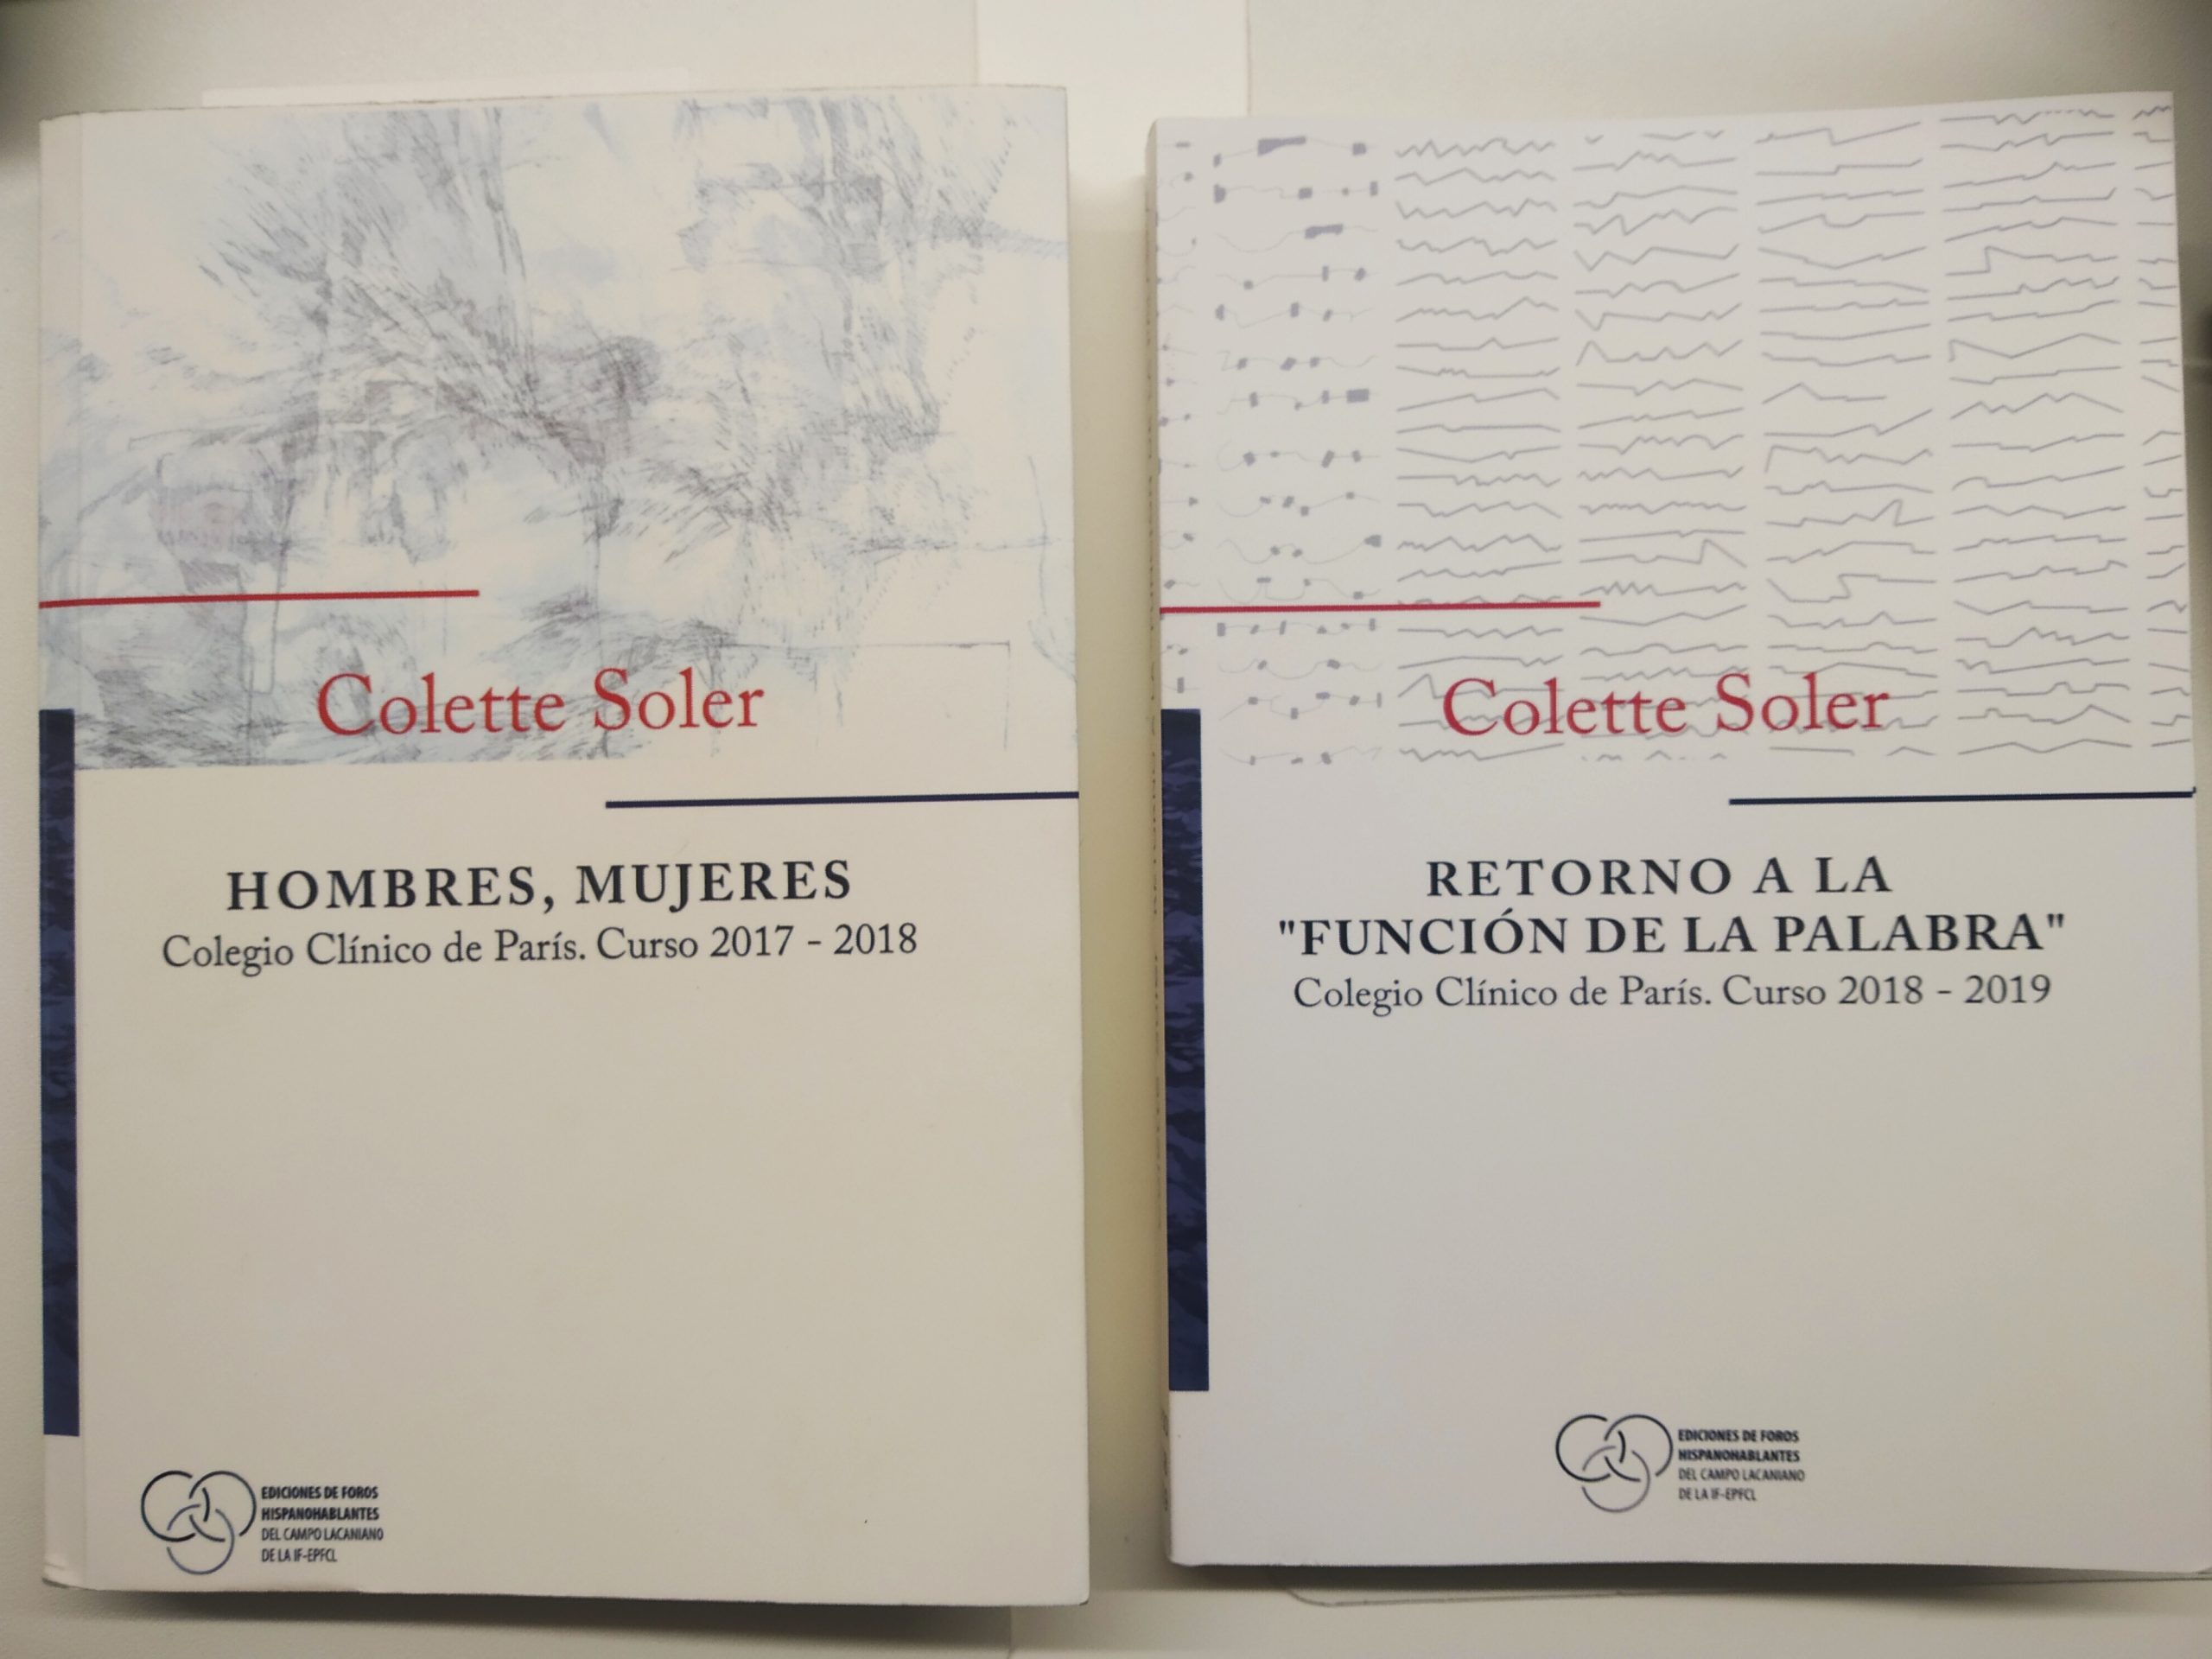 Colette Soler
HOMBRES, MUJERES
Colegio Clínico de París. Curso 2017 - 2018
EDICIONES DE FOROS
HISPANOHABLANTES
DEL CAMPO LACANIANO
DE LA IF-EPFCL
Colette Soler
RETORNO A LA
"FUNCIÓN DE LA PALABRA"
Colegio Clínico de París. Curso 2018 - 2019
EDICIONES DE FOROS
HISPANOHABLANTES
DEL CAMPO LACANIANO
DE LA IF-EPFCL